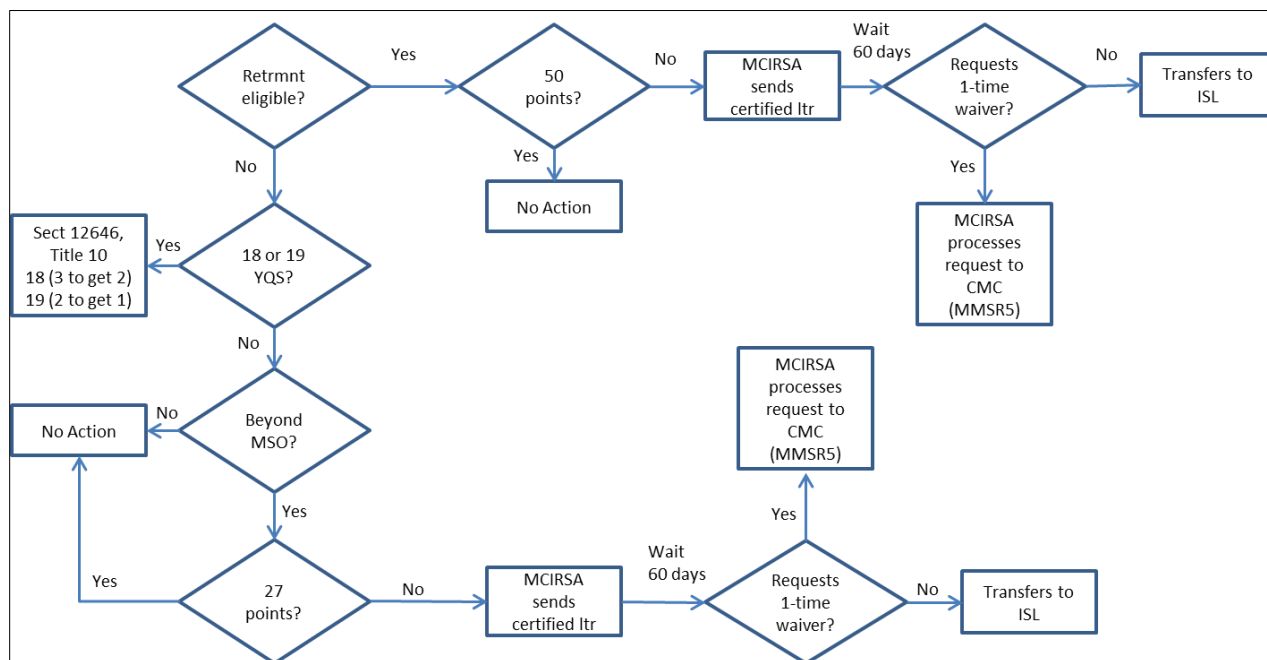 Retrmnt
eligible?
Yes
50
points?
No
MCIRSA
sends
certified ltr
Wait
60 days
Requests
1-time
waiver?
No
Transfers to
ISL
Yes
No Action
Yes
MCIRSA
processes
request to
CMC
(MMSR5)
No
18 or 19
YQS?
Yes
Sect 12646,
Title 10
18 (3 to get 2)
19 (2 to get 1)
No
Beyond
MSO?
No
No Action
Yes
27
points?
Yes
No
MCIRSA
sends
certified ltr
Wait
60 days
Requests
1-time
waiver?
Yes
MCIRSA
processes
request to
CMC
(MMSR5)
No
Transfers to
ISL